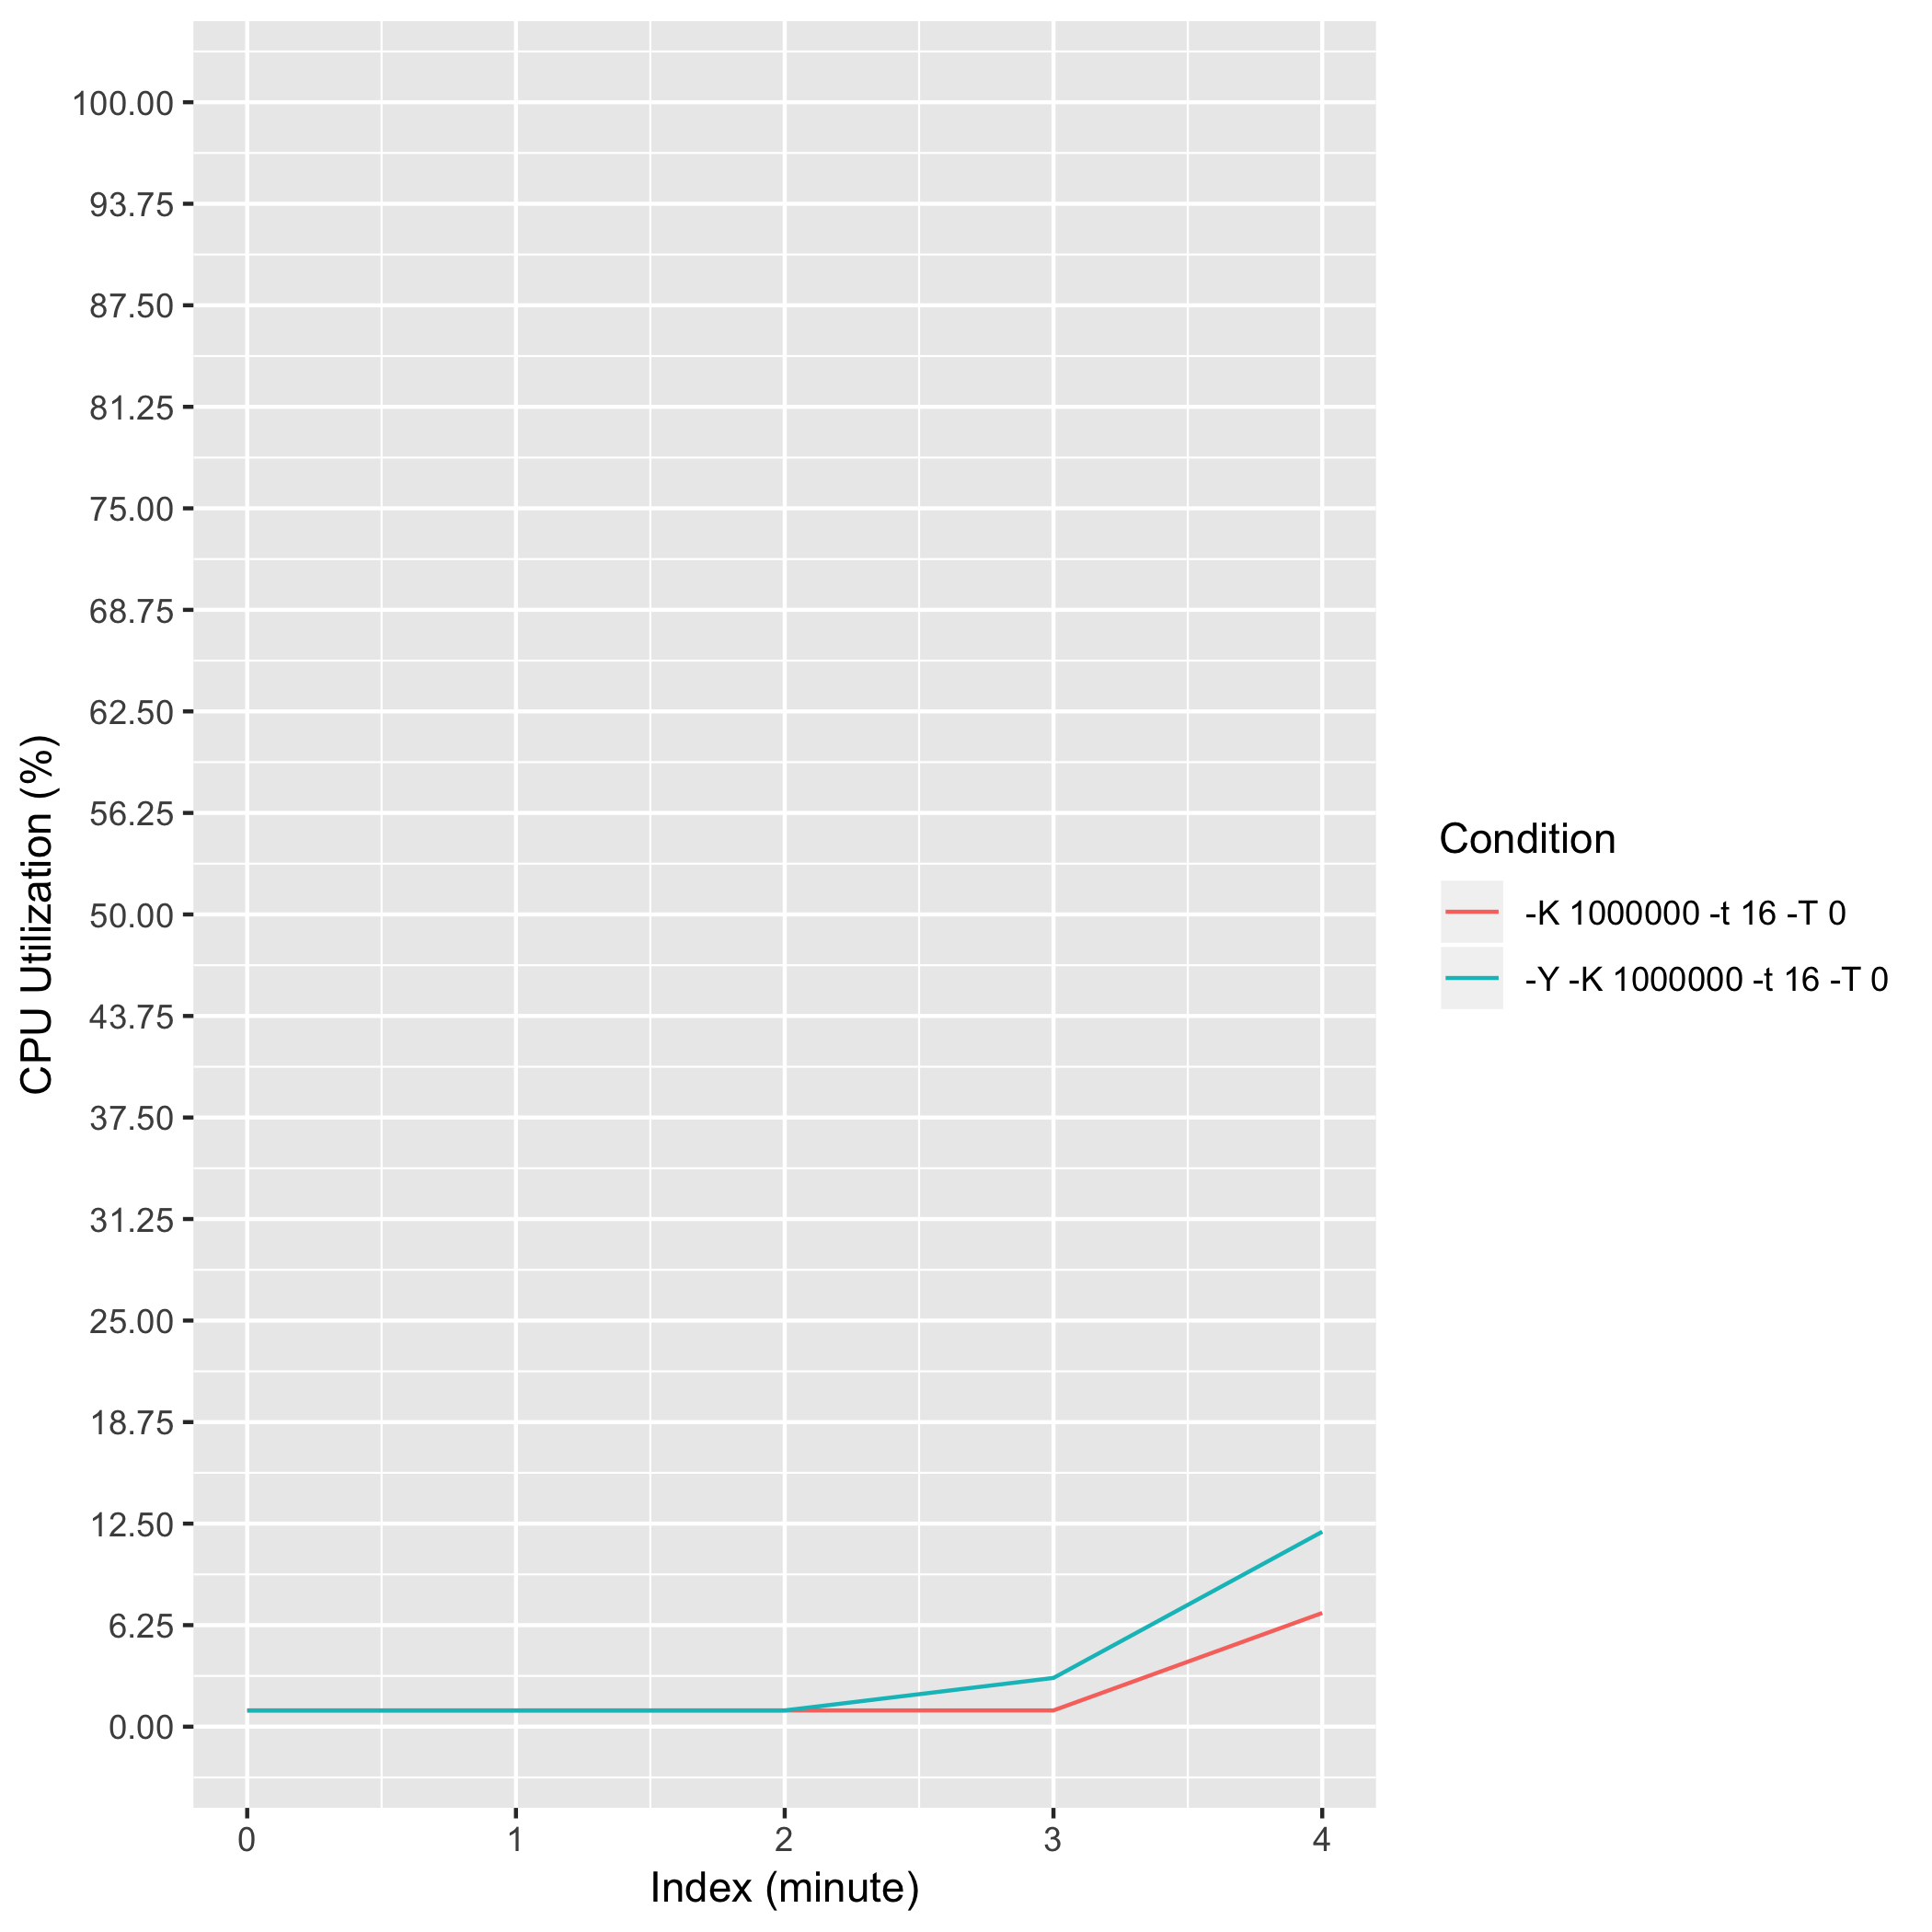 100.00
93.75
87.50
81.25
75.00
68.75
62.50
56.25
50.00
43.75
37.50
31.25
25.00
18.75
12.50
6.25
0.00
CPU Utilization (%)
0 1 2 3 4
Index (minute)
Condition
-K 1000000 -t 16 -T 0
-Y -K 1000000 -t 16 -T 0